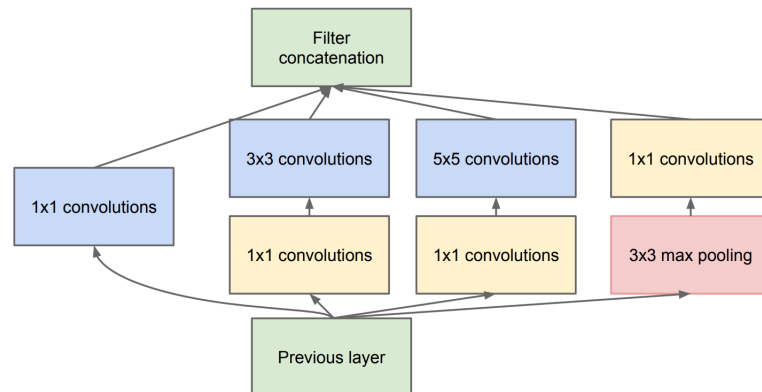 Filter
concatenation
3x3 convolutions
5x5 convolutions
1x1 convolutions
1x1 convolutions
1x1 convolutions
1x1 convolutions
3x3 max pooling
Previous layer